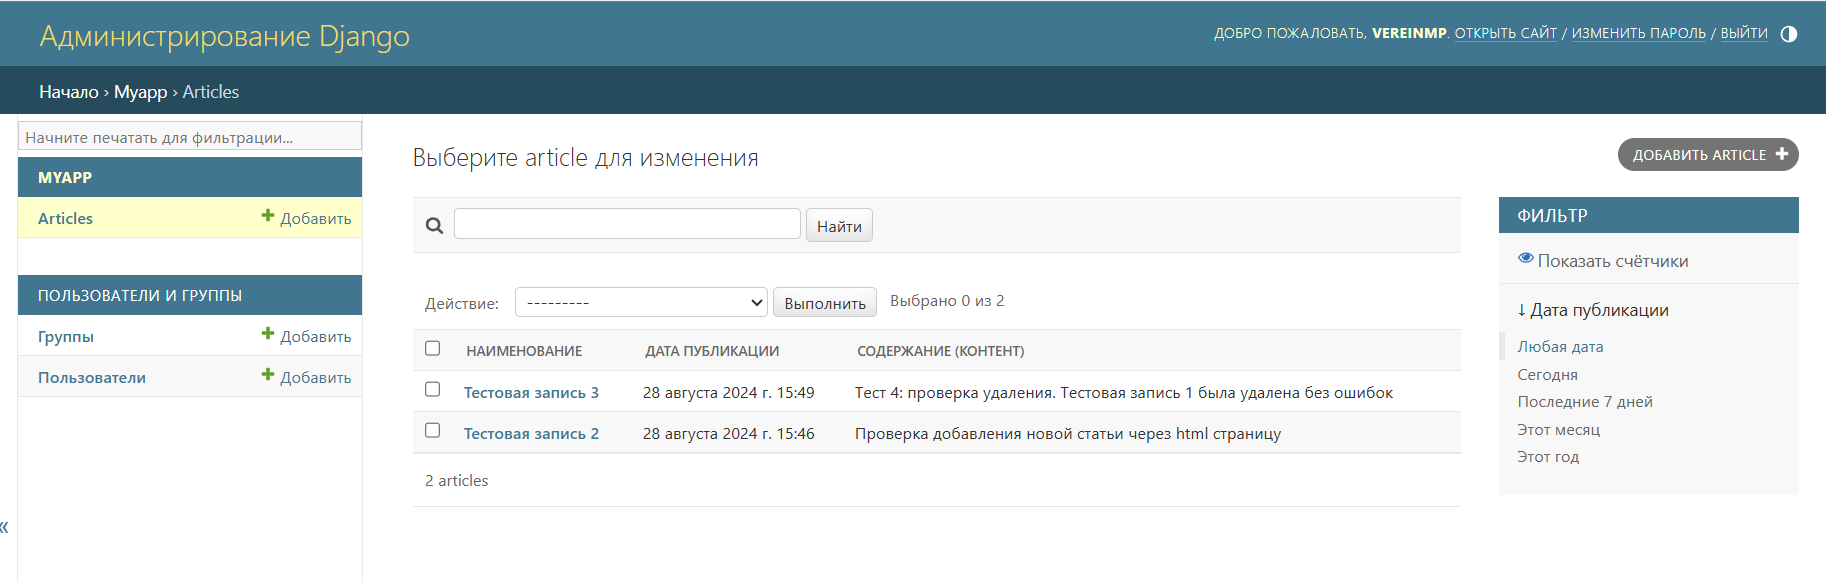 Администрирование Django
ДОБРО ПОЖАЛОВАТЬ, VEREINMP. ОТКРЫТЬ САЙТ / ИЗМЕНИТЬ ПАРОЛЬ / ВЫЙТИ
Начало › Myapp › Articles
Начните печатать для фильтрации...
MYAPP
Articles Добавить
ПОЛЬЗОВАТЕЛИ И ГРУППЫ
Группы Добавить
Пользователи Добавить
«
Выберите article для изменения
ДОБАВИТЬ ARTICLE
Найти
Действие: --------- Выполнить Выбрано 0 из 2
НАИМЕНОВАНИЕ ДАТА ПУБЛИКАЦИИ СОДЕРЖАНИЕ (КОНТЕНТ)
Тестовая запись 3 28 августа 2024 г. 15:49 Тест 4: проверка удаления. Тестовая запись 1 была удалена без ошибок
Тестовая запись 2 28 августа 2024 г. 15:46 Проверка добавления новой статьи через html страницу
2 articles
ФИЛЬТР
Показать счётчики
↓ Дата публикации
Любая дата
Сегодня
Последние 7 дней
Этот месяц
Этот год